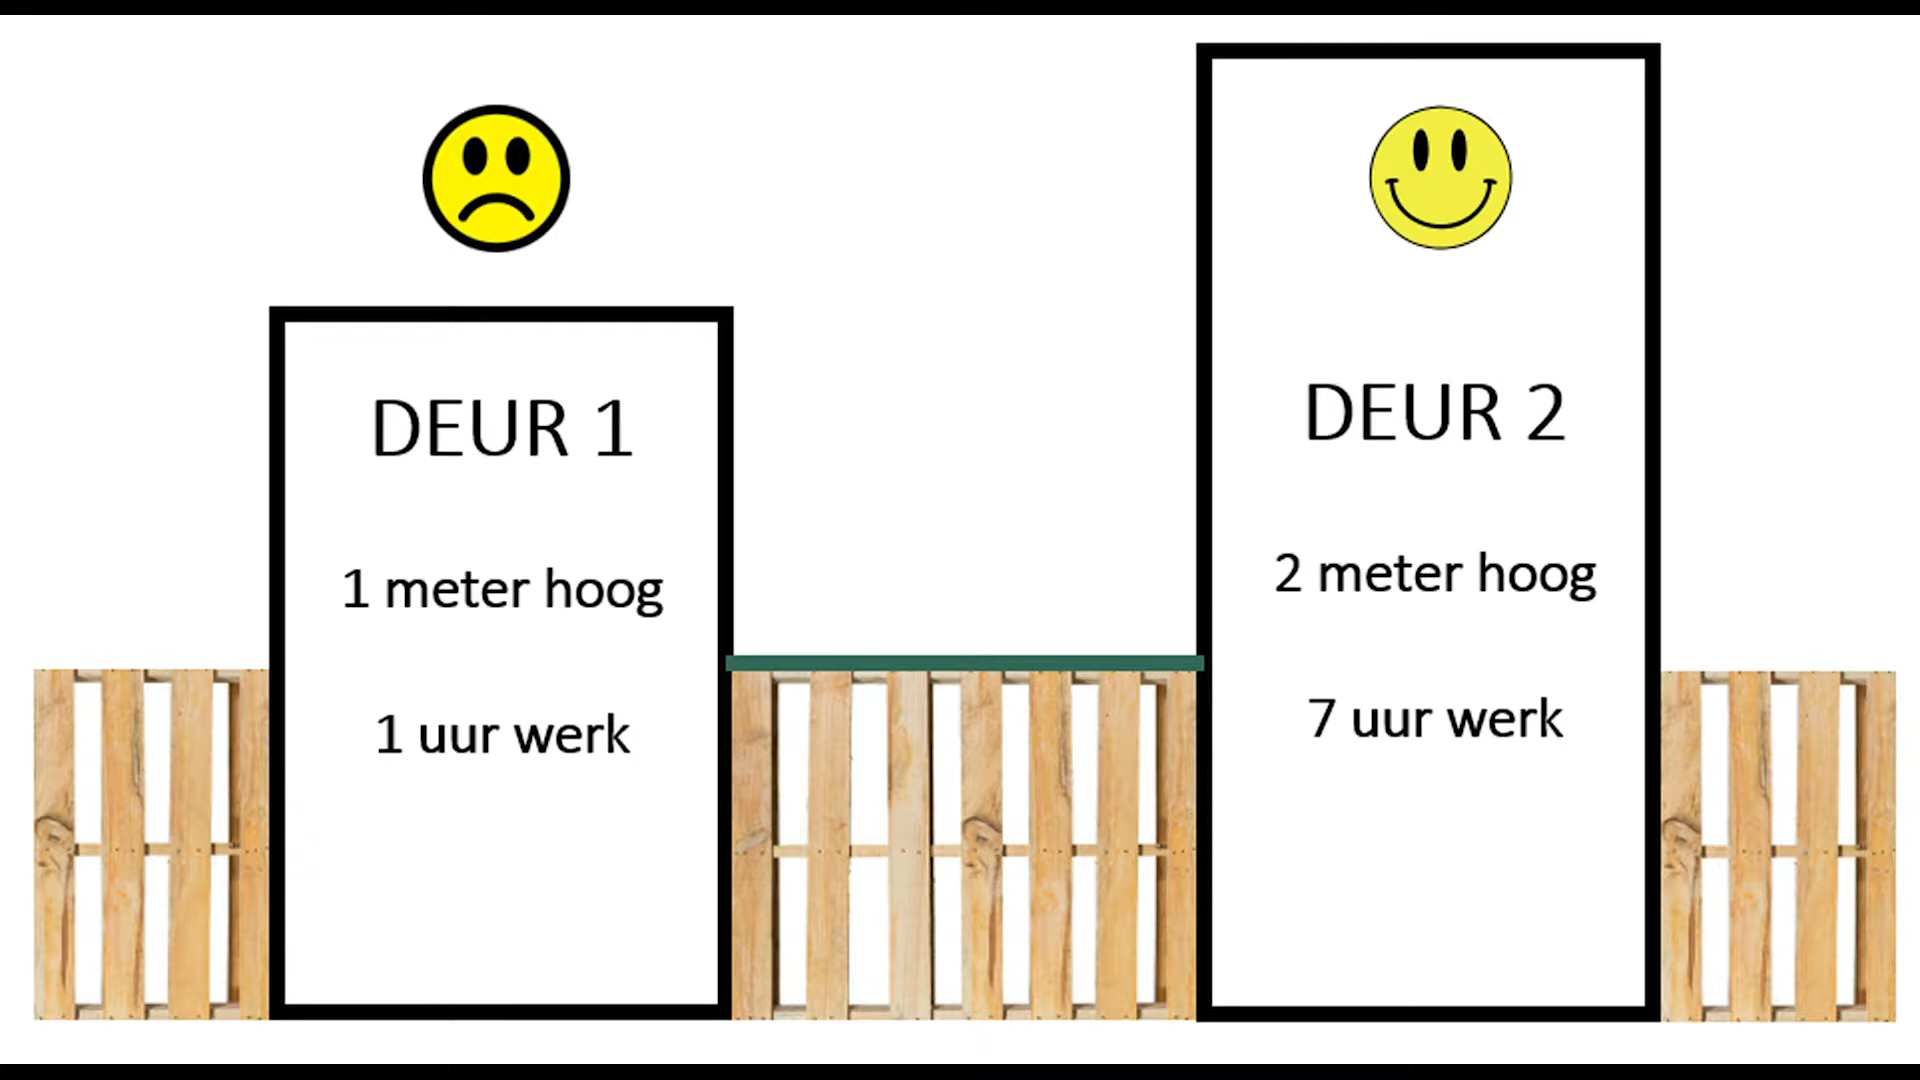 DEUR 1
1 meter hoog
1 uur werk
DEUR 2
2 meter hoog
7 uur werk